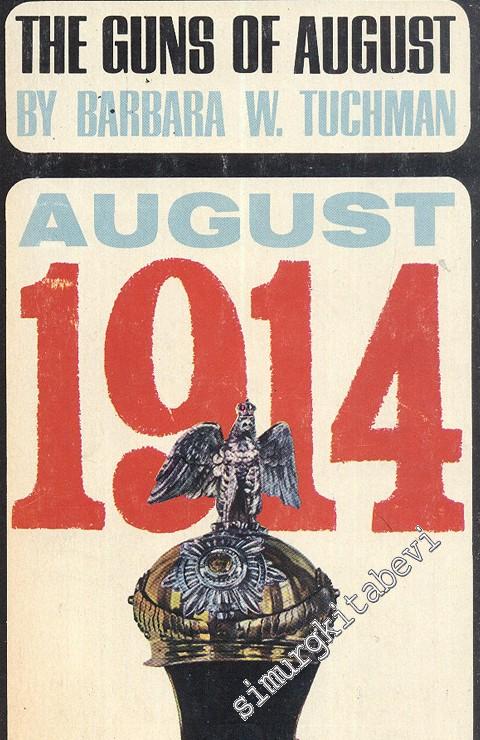 THE GUNS OF AUGUST
BY BARBARA W. TUCHMAN
AUGUST
1914
simurgkitabevi